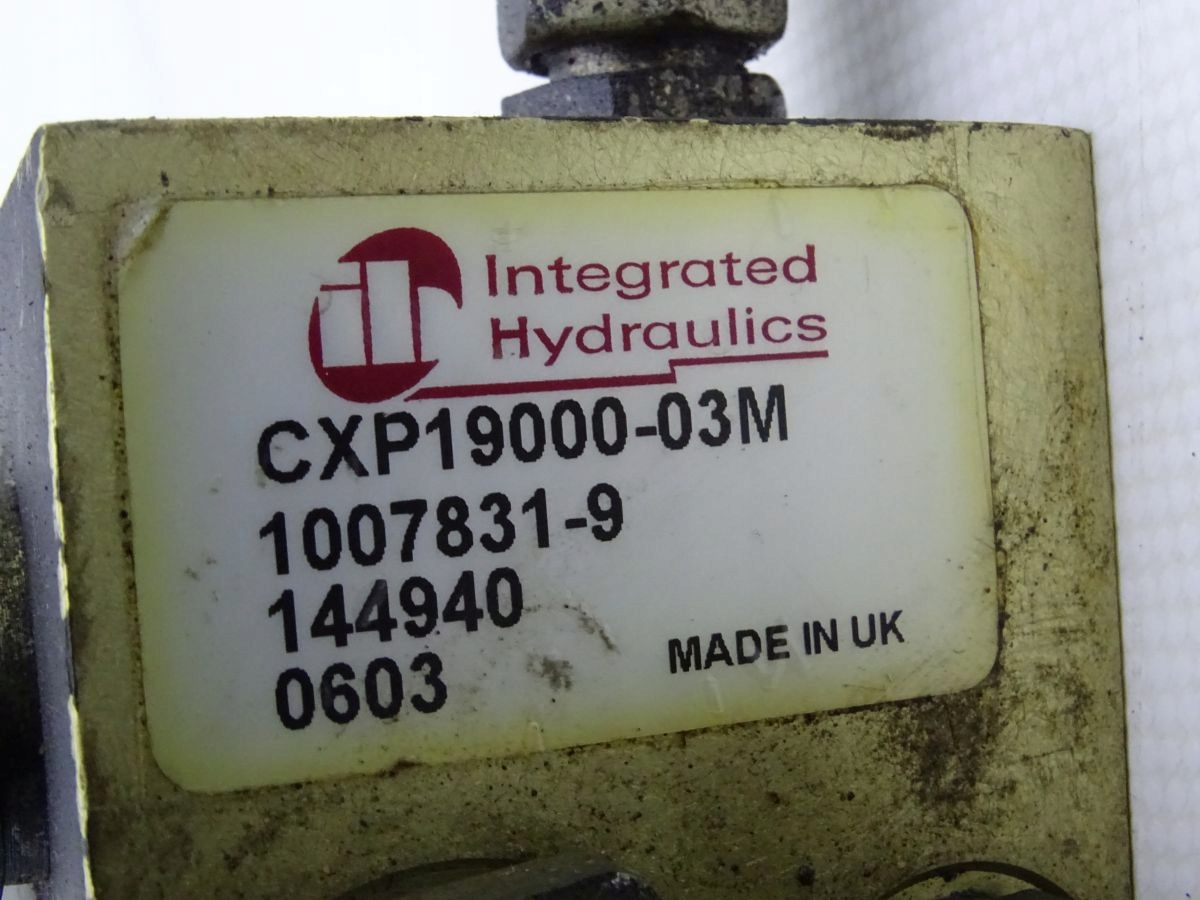 Integrated
Hydraulics
CXP19000-03M
1007831-9
144940
0603
MADE IN UK